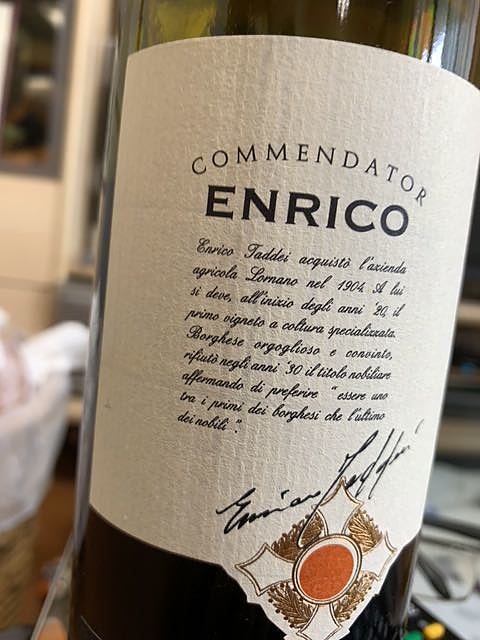 COMMENDATOR
ENRICO
Enrico Taddei acquistò l'azienda
agricola Lornano nel 1904. A lui
si deve, all'inizio degli anni '20, il
primo vigneto a coltura specializzata.
Borghese orgoglioso e convinto,
rifiutò negli anni '30 il titolo nobiliare
affermando di preferire "essere uno
tra i primi dei borghesi che l'ultimo
dei nobili".
Enrico Taddei